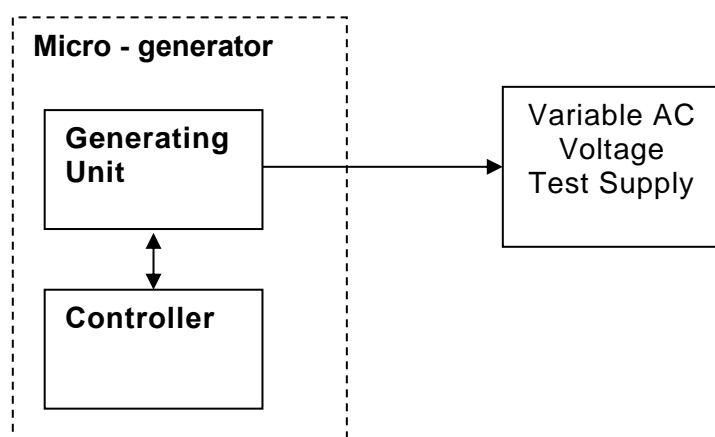 Micro - generator
Generating
Unit
Variable AC
Voltage
Test Supply
Controller